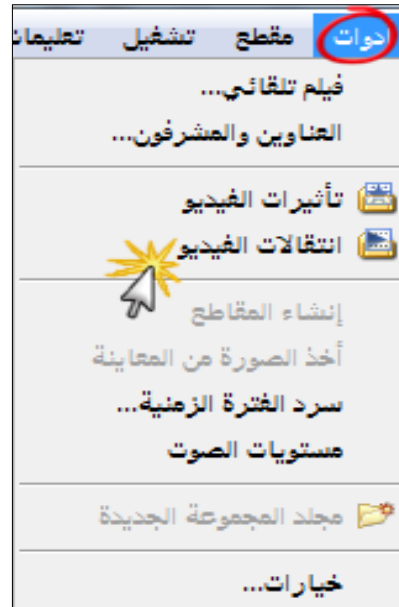 أدوات مقطع تشغيل تعليمات
فيلم تلقائي...
العناوين والمشرفون...
تأثيرات الفيديو
انتقالات الفيديو
إنشاء المقاطع
أخذ الصورة من المعاينة
سرد الفترة الزمنية...
مستويات الصوت
مجلد المجموعة الجديدة
خيارات...